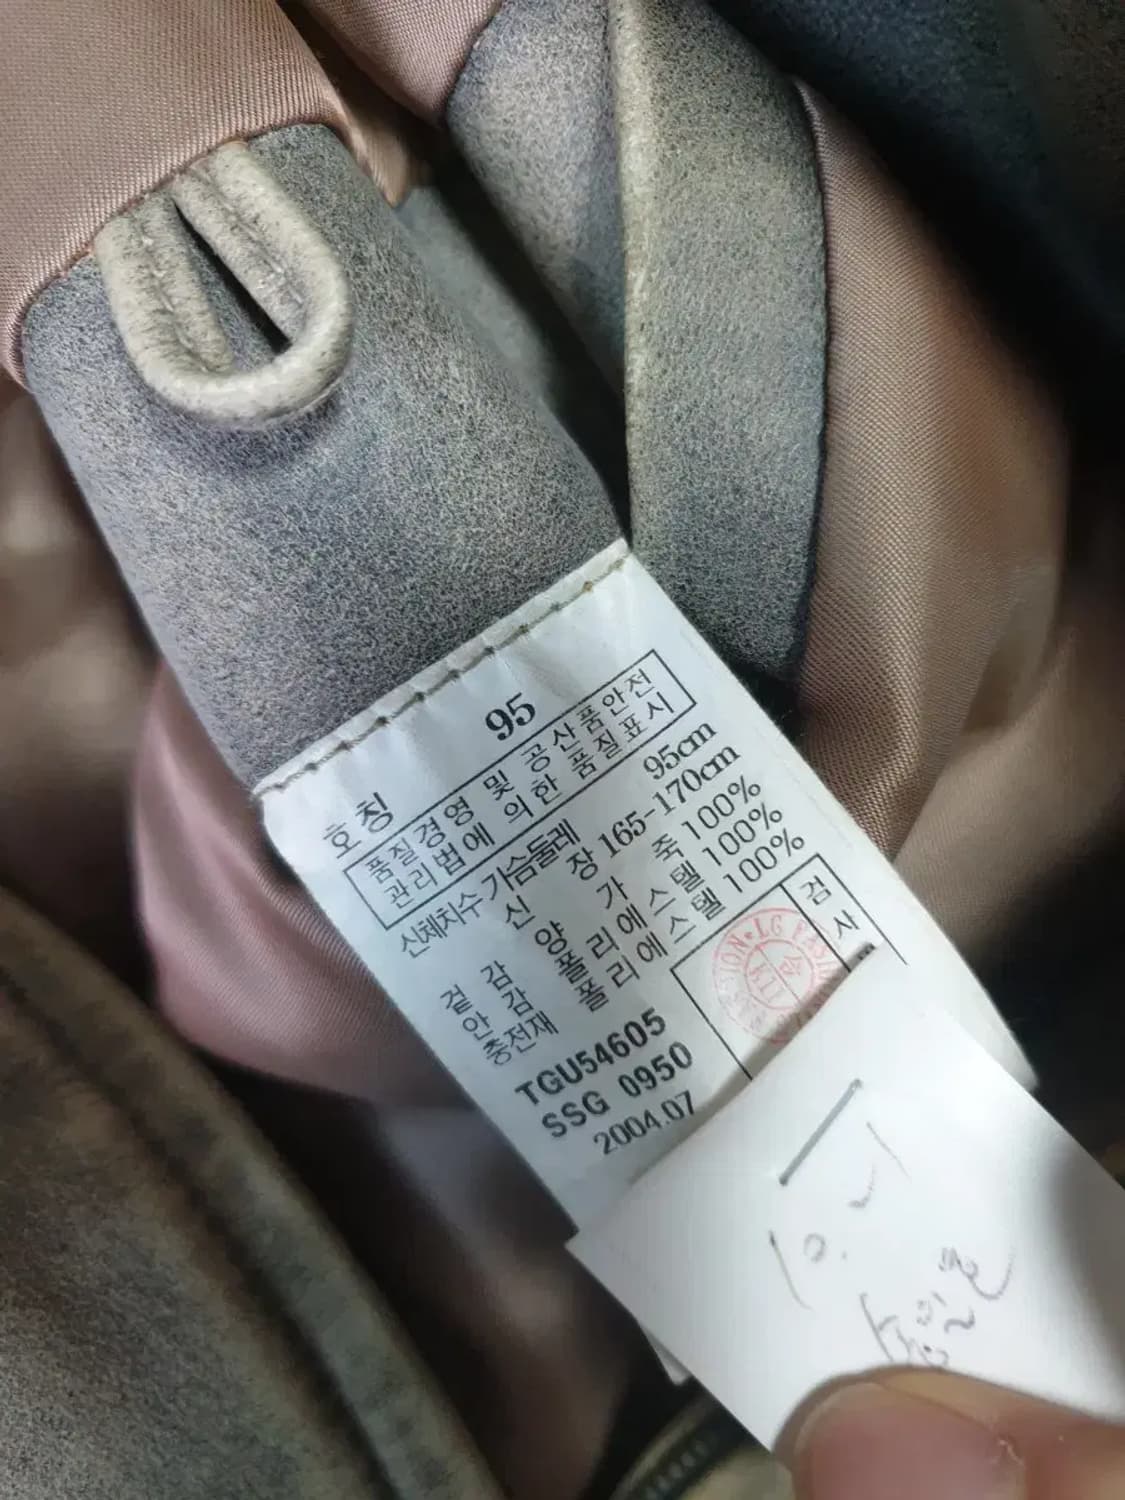 호칭 95
품질경영 및 공산품안전
관리법에 의한 품질표시
신체치수 가슴둘레 95cm
신 장 165-170cm
겉 감 양 가 죽 100%
안 감 폴 리 에 스 텔 100%
충전재 폴 리 에 스 텔 100%
TGU54605
SSG 0950
2004.07
검
사
LG FASHION
10.